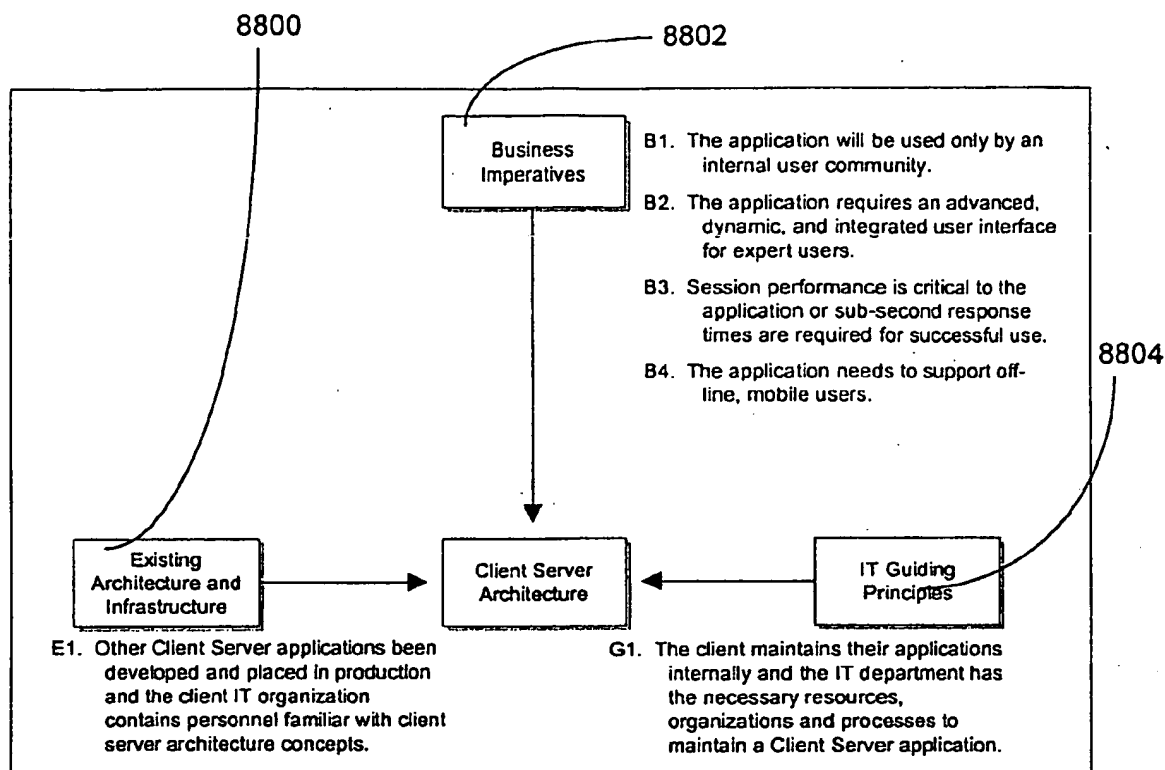 8800
8802
Business
Imperatives
B1. The application will be used only by an
internal user community.
B2. The application requires an advanced,
dynamic, and integrated user interface
for expert users.
B3. Session performance is critical to the
application or sub-second response
times are required for successful use.
8804
B4. The application needs to support off-
line, mobile users.
Existing
Architecture and
Infrastructure
Client Server
Architecture
IT Guiding
Principles
E1. Other Client Server applications been
developed and placed in production
and the client IT organization
contains personnel familiar with client
server architecture concepts.
G1. The client maintains their applications
internally and the IT department has
the necessary resources,
organizations and processes to
maintain a Client Server application.